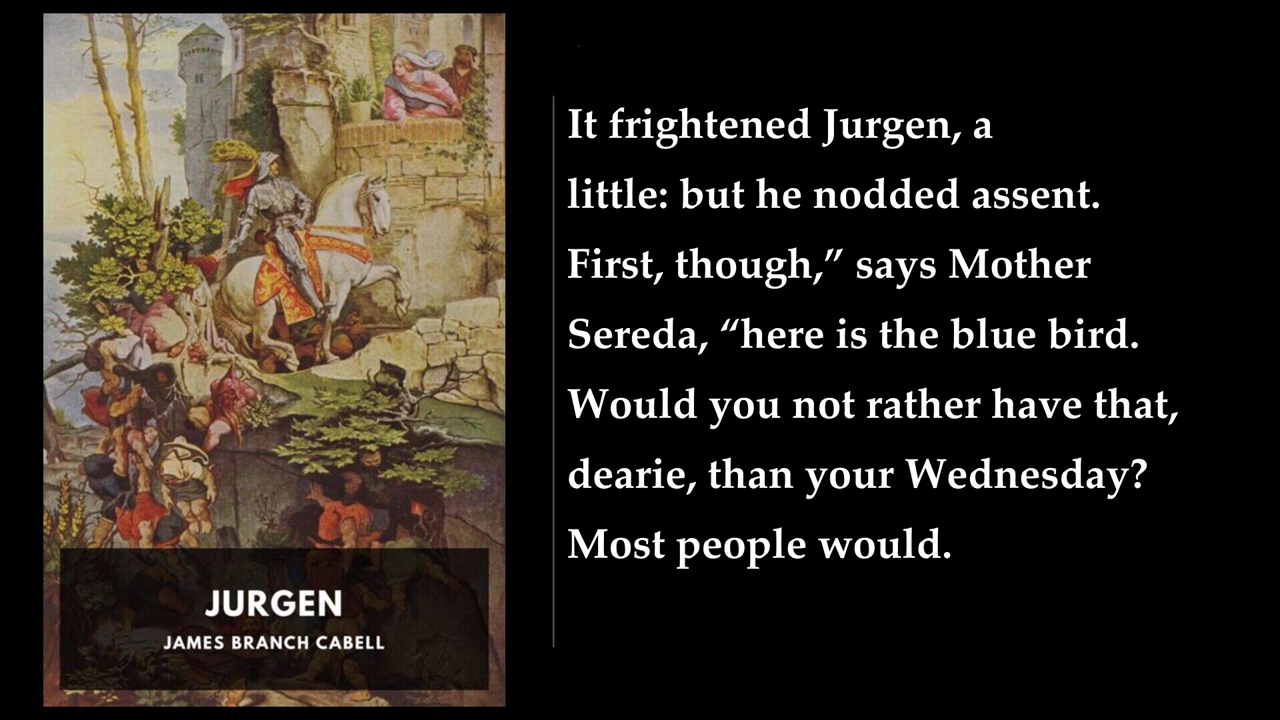 It frightened Jurgen, a
little: but he nodded assent.
First, though,” says Mother
Sereda, “here is the blue bird.
Would you not rather have that,
dearie, than your Wednesday?
Most people would.
JURGEN
JAMES BRANCH CABELL